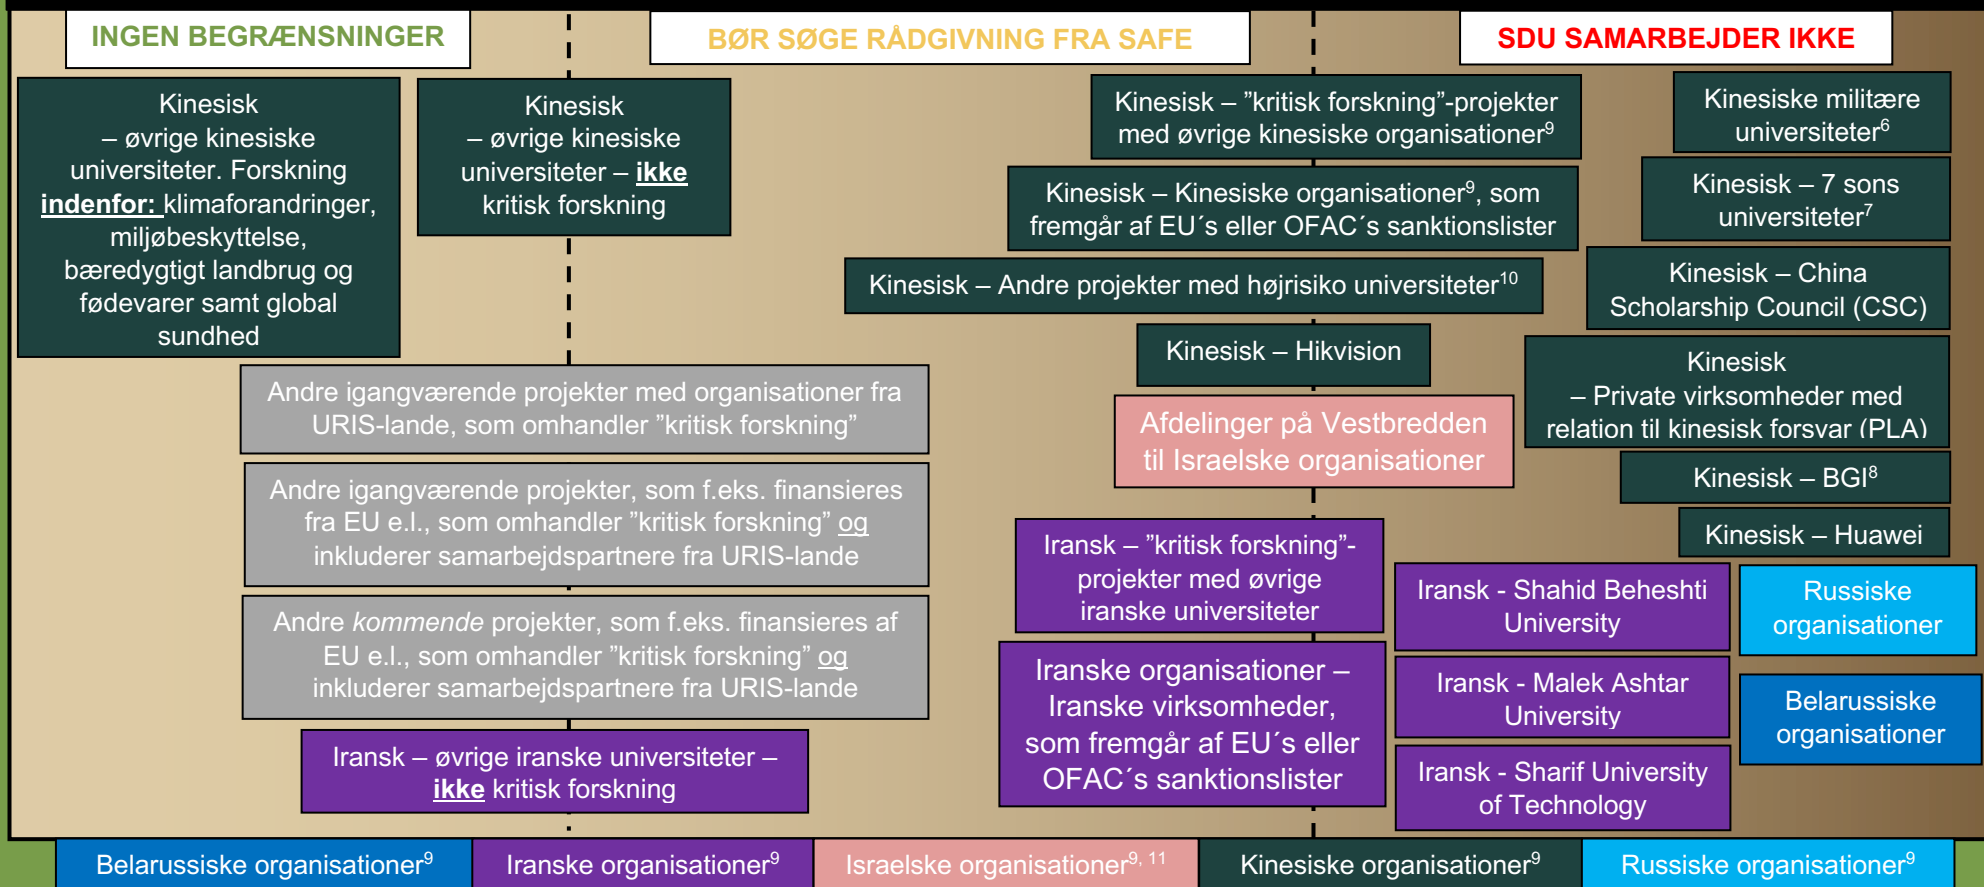 INGEN BEGRÆNSNINGER
BØR SØGE RÅDGIVNING FRA SAFE
SDU SAMARBEJDER IKKE
Kinesisk
– øvrige kinesiske
universiteter. Forskning
indenfor: klimaforandringer,
miljøbeskyttelse,
bæredygtigt landbrug og
fødevarer samt global
sundhed
Kinesisk
– øvrige kinesiske
universiteter – ikke
kritisk forskning
Kinesisk – ”kritisk forskning”-projekter
med øvrige kinesiske organisationer⁹
Kinesisk – Kinesiske organisationer⁹, som
fremgår af EU´s eller OFAC´s sanktionslister
Kinesisk – Andre projekter med højrisiko universiteter¹⁰
Kinesisk – Hikvision
Kinesiske militære
universiteter⁶
Kinesisk – 7 sons
universiteter⁷
Kinesisk – China
Scholarship Council (CSC)
Kinesisk
– Private virksomheder med
relation til kinesisk forsvar (PLA)
Kinesisk – BGI⁸
Kinesisk – Huawei
Andre igangværende projekter med organisationer fra
URIS-lande, som omhandler ”kritisk forskning”
Andre igangværende projekter, som f.eks. finansieres
fra EU e.l., som omhandler ”kritisk forskning” og
inkluderer samarbejdspartnere fra URIS-lande
Andre kommende projekter, som f.eks. finansieres af
EU e.l., som omhandler ”kritisk forskning” og
inkluderer samarbejdspartnere fra URIS-lande
Iransk – øvrige iranske universiteter –
ikke kritisk forskning
Afdelinger på Vestbredden
til Israelske organisationer
Iransk – ”kritisk forskning”-
projekter med øvrige
iranske universiteter
Iranske organisationer –
Iranske virksomheder,
som fremgår af EU´s eller
OFAC´s sanktionslister
Iransk - Shahid Beheshti
University
Iransk - Malek Ashtar
University
Iransk - Sharif University
of Technology
Russiske
organisationer
Belarussiske
organisationer
Belarussiske organisationer⁹
Iranske organisationer⁹
Israelske organisationer⁹, ¹¹
Kinesiske organisationer⁹
Russiske organisationer⁹